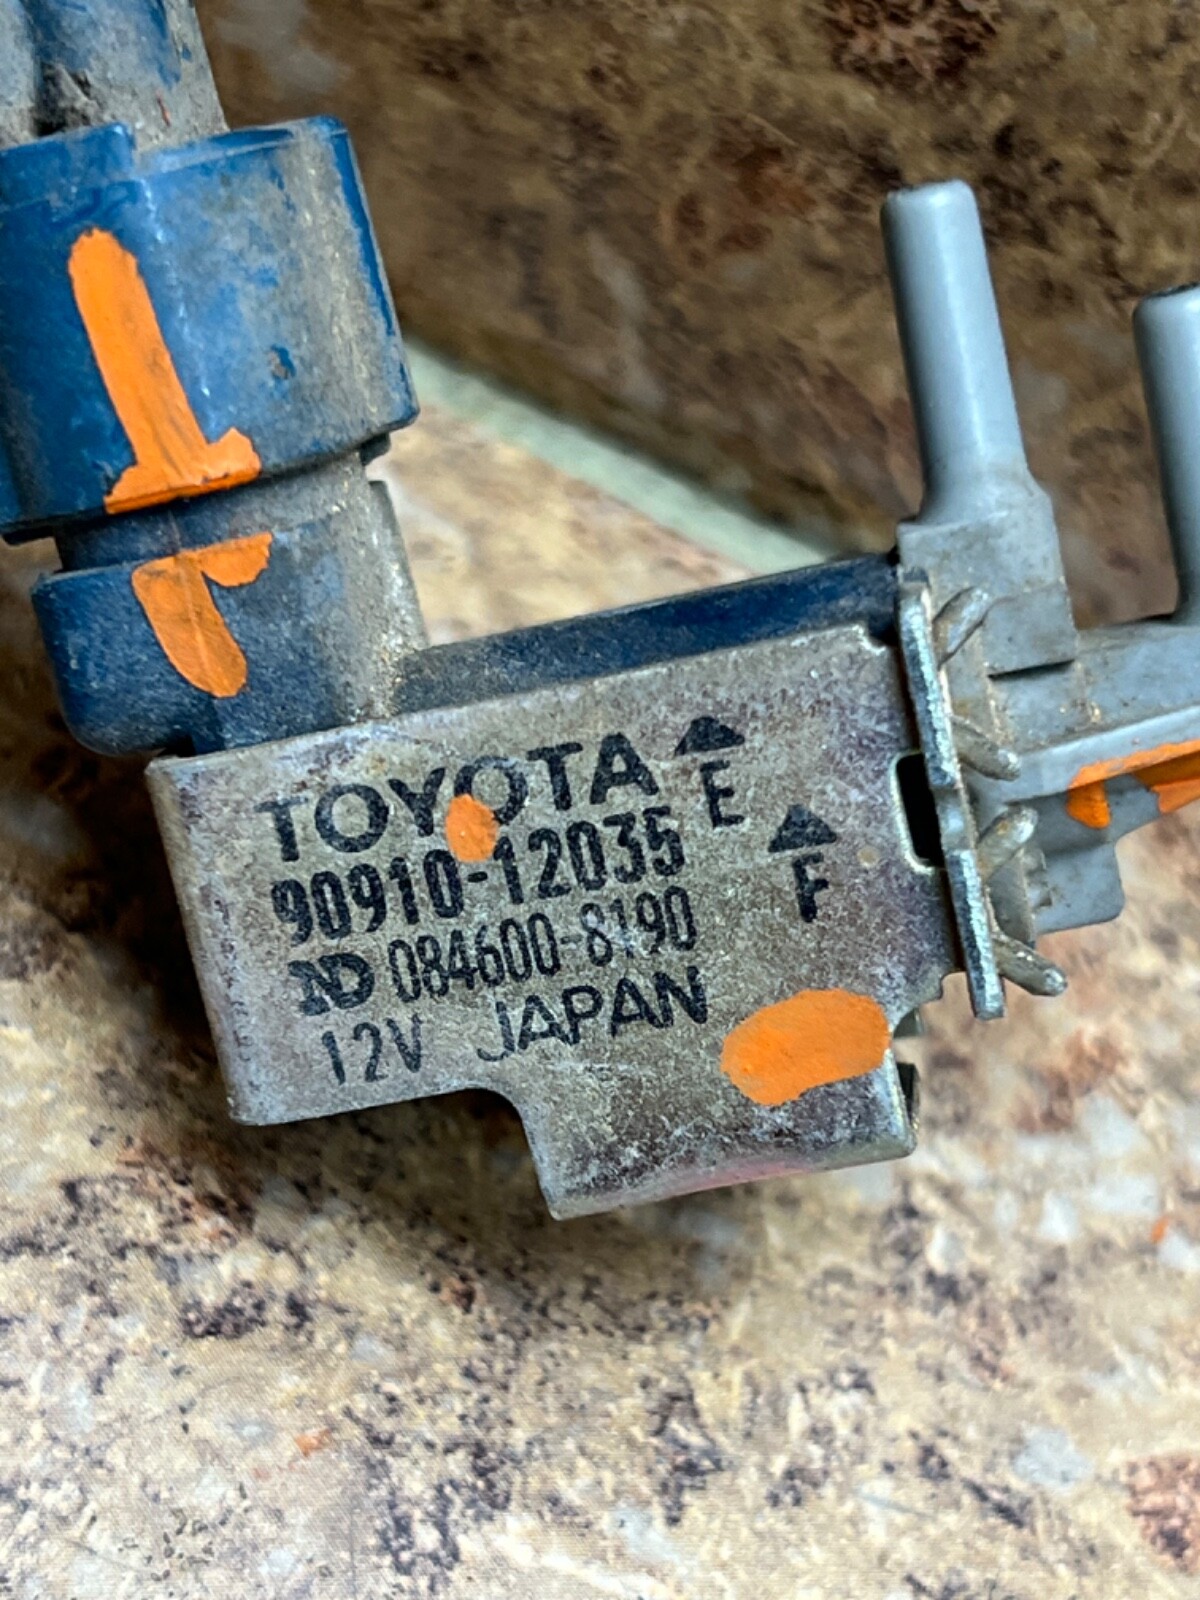 TOYOTA ▲
E
90910-12035 ▲
F
ND 084600-8190
12V JAPAN